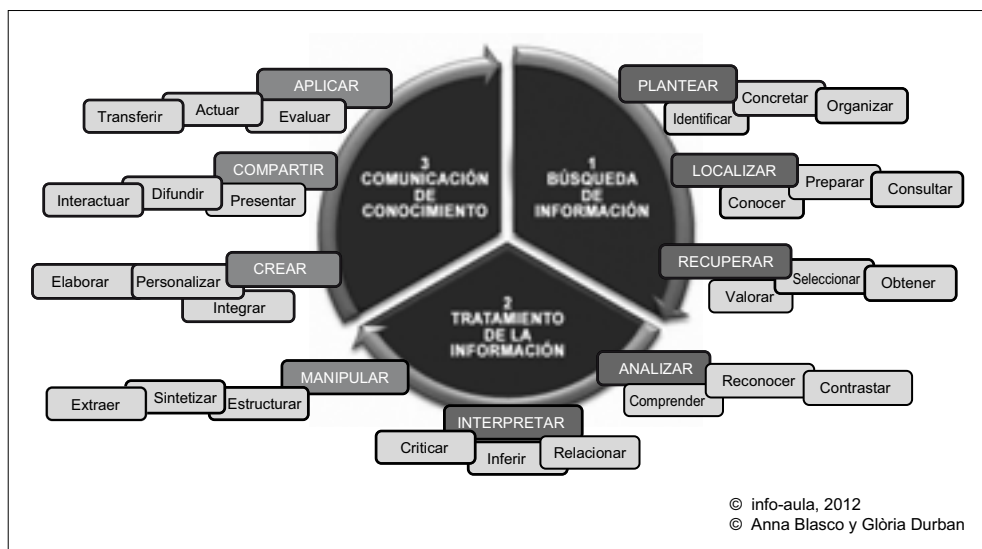 1
BÚSQUEDA
DE
INFORMACIÓN
PLANTEAR
Identificar
Concretar
Organizar
LOCALIZAR
Conocer
Preparar
Consultar
RECUPERAR
Valorar
Seleccionar
Obtener
2
TRATAMIENTO
DE LA
INFORMACIÓN
ANALIZAR
Comprender
Reconocer
Contrastar
INTERPRETAR
Criticar
Inferir
Relacionar
MANIPULAR
Extraer
Sintetizar
Estructurar
3
COMUNICACIÓN
DE
CONOCIMIENTO
CREAR
Elaborar
Personalizar
Integrar
COMPARTIR
Interactuar
Difundir
Presentar
APLICAR
Transferir
Actuar
Evaluar
© info-aula, 2012
© Anna Blasco y Glòria Durban